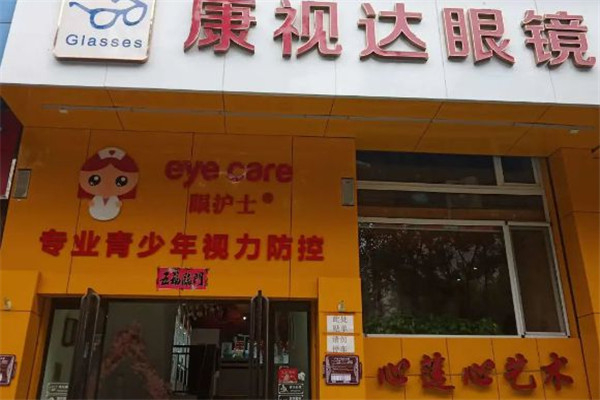 康视达眼镜
Glasses
eye care
眼护士
专业青少年视力防控
五福临门
心莲心艺术